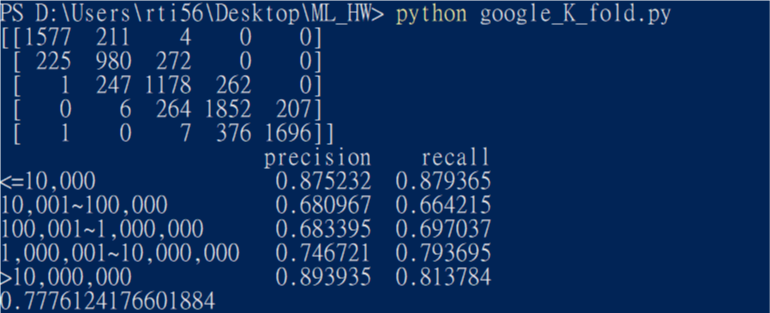 PS D:\Users\rti56\Desktop\ML_HW> python google_K_fold.py
[[1577 211 4 0 0]
[ 225 980 272 0 0]
[ 1 247 1178 262 0]
[ 0 6 264 1852 207]
[ 1 0 7 376 1696]]
precision recall
<=10,000 0.875232 0.879365
10,001~100,000 0.680967 0.664215
100,001~1,000,000 0.683395 0.697037
1,000,001~10,000,000 0.746721 0.793695
>10,000,000 0.893935 0.813784
0.7776124176601884